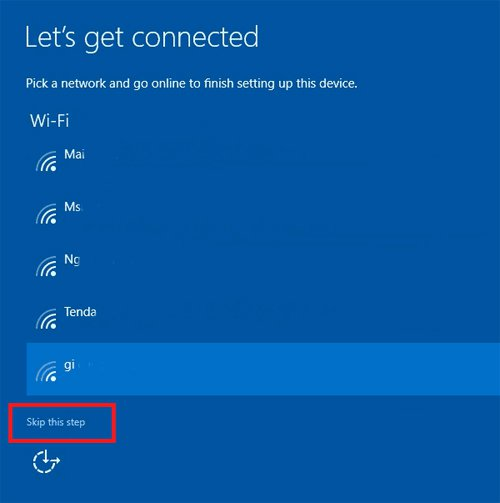 Let's get connected
Pick a network and go online to finish setting up this device.
Wi-Fi
Mai
Ms
Ng
Tenda
gi
Skip this step